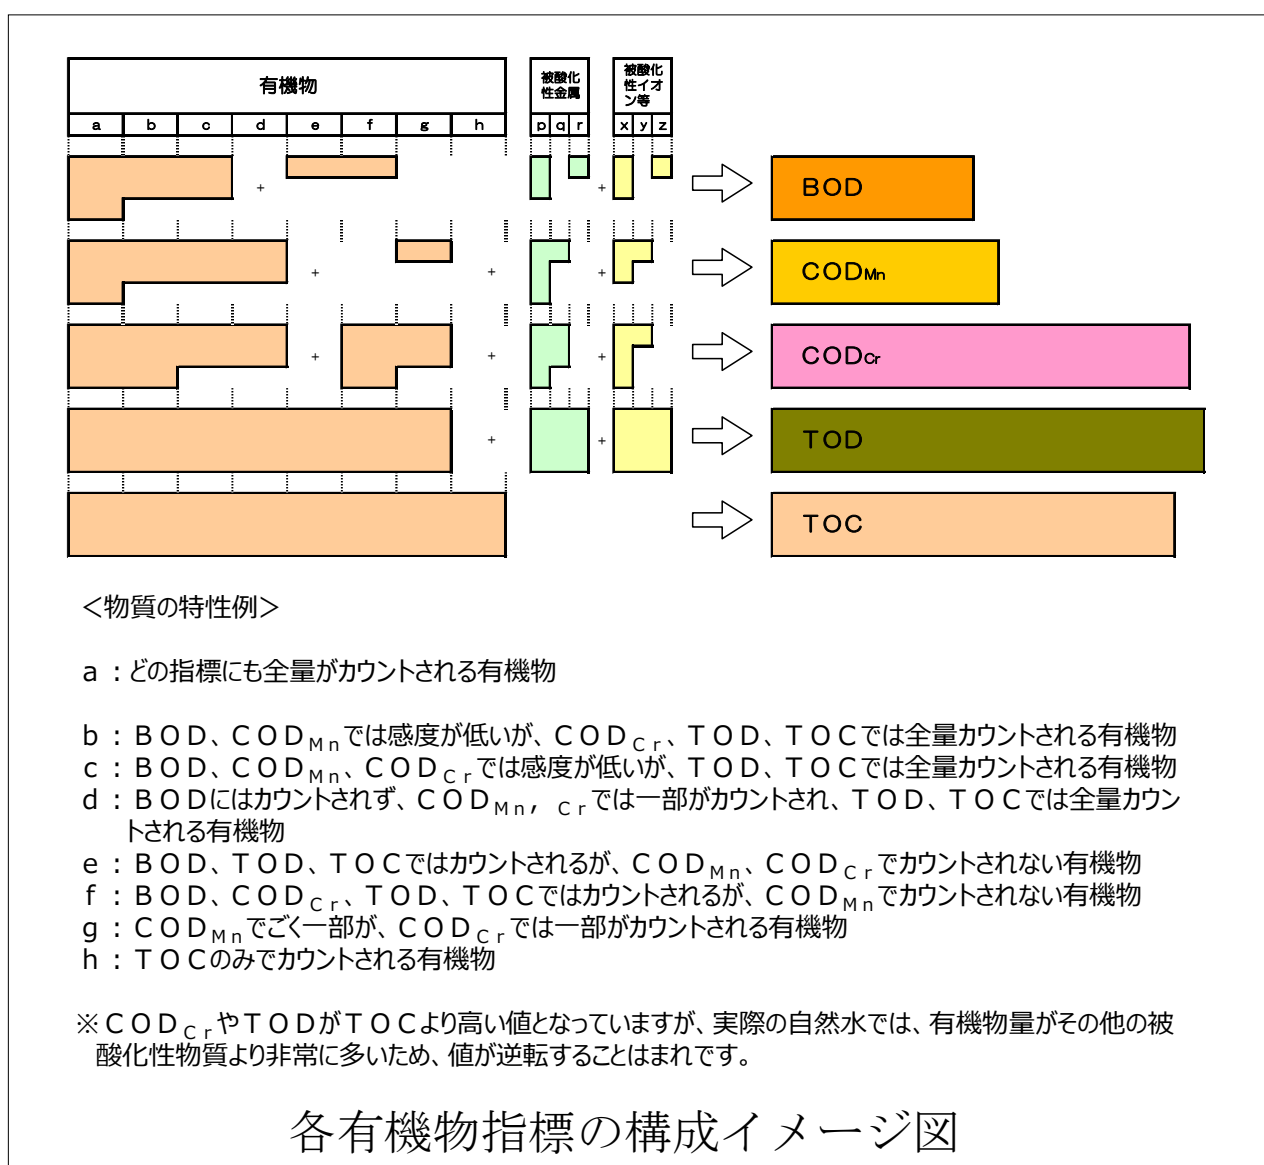 有機物
被酸化
性金属
被酸化
性イオ
ン等
a b c d e f g h p q r x y z
+ + BOD
+ + + CODMn
+ + + CODCr
+ + TOD
TOC
＜物質の特性例＞
a：どの指標にも全量がカウントされる有機物
b：ＢＯＤ、ＣＯＤMnでは感度が低いが、ＣＯＤCr、ＴＯＤ、ＴＯＣでは全量カウントされる有機物
c：ＢＯＤ、ＣＯＤMn、ＣＯＤCrでは感度が低いが、ＴＯＤ、ＴＯＣでは全量カウントされる有機物
d：ＢＯＤにはカウントされず、ＣＯＤMn，Crでは一部がカウントされ、ＴＯＤ、ＴＯＣでは全量カウン
トされる有機物
e：ＢＯＤ、ＴＯＤ、ＴＯＣではカウントされるが、ＣＯＤMn、ＣＯＤCrでカウントされない有機物
f：ＢＯＤ、ＣＯＤCr、ＴＯＤ、ＴＯＣではカウントされるが、ＣＯＤMnでカウントされない有機物
g：ＣＯＤMnでごく一部が、ＣＯＤCrでは一部がカウントされる有機物
h：ＴＯＣのみでカウントされる有機物
※ＣＯＤCrやＴＯＤがＴＯＣより高い値となっていますが、実際の自然水では、有機物量がその他の被
酸化性物質より非常に多いため、値が逆転することはまれです。
各有機物指標の構成イメージ図